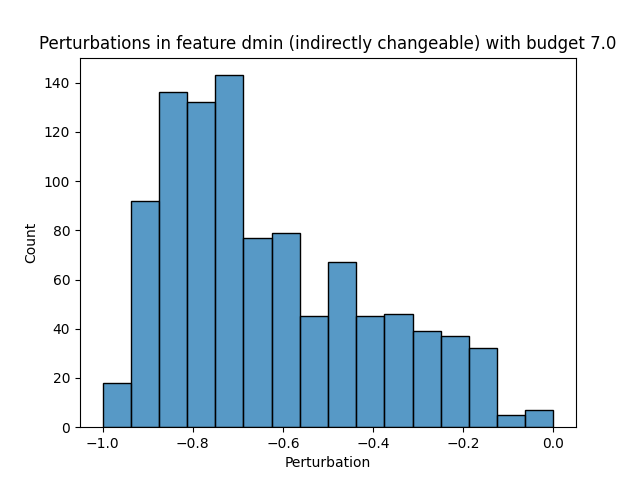 Perturbations in feature dmin (indirectly changeable) with budget 7.0
140
120
100
80
60
40
20
0
Count
−1.0 −0.8 −0.6 −0.4 −0.2 0.0
Perturbation